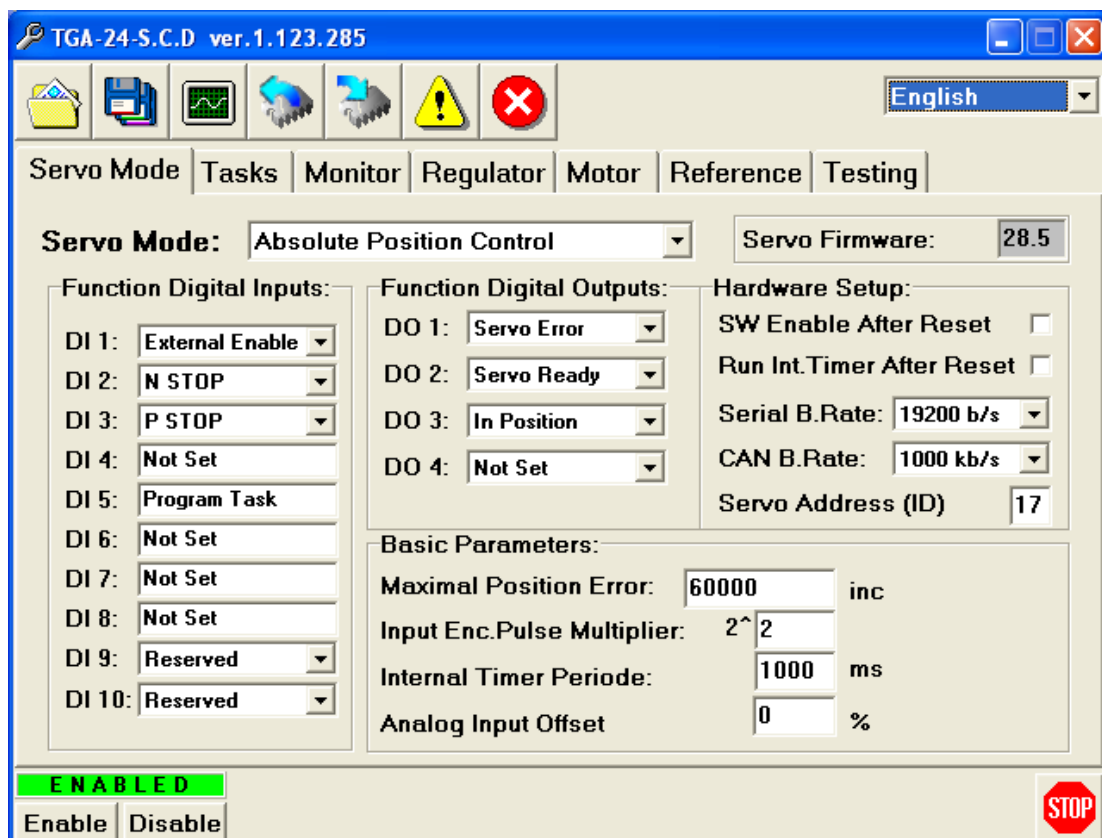 TGA-24-S.C.D ver.1.123.285
English
Servo Mode Tasks Monitor Regulator Motor Reference Testing
Servo Mode: Absolute Position Control
Servo Firmware: 28.5
Function Digital Inputs:
DI 1: External Enable
DI 2: N STOP
DI 3: P STOP
DI 4: Not Set
DI 5: Program Task
DI 6: Not Set
DI 7: Not Set
DI 8: Not Set
DI 9: Reserved
DI 10: Reserved
Function Digital Outputs:
DO 1: Servo Error
DO 2: Servo Ready
DO 3: In Position
DO 4: Not Set
Hardware Setup:
SW Enable After Reset
Run Int.Timer After Reset
Serial B.Rate: 19200 b/s
CAN B.Rate: 1000 kb/s
Servo Address (ID) 17
Basic Parameters:
Maximal Position Error: 60000 inc
Input Enc.Pulse Multiplier: 2^ 2
Internal Timer Periode: 1000 ms
Analog Input Offset 0 %
ENABLED
Enable Disable
STOP